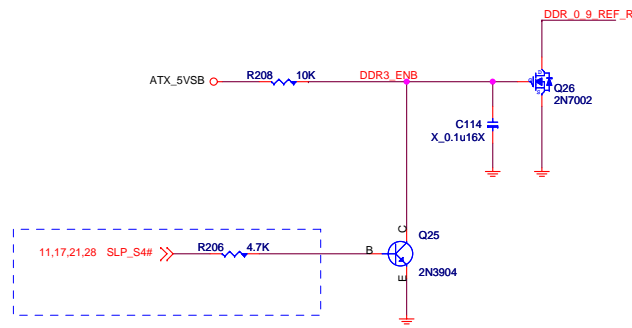 DDR_0_9_REF_R
R208 10K DDR3_ENB
ATX_5VSB
Q26
2N7002
C114
X_0.1u16X
C
Q25
R206 4.7K
11,17,21,28 SLP_S4#
B
2N3904
E